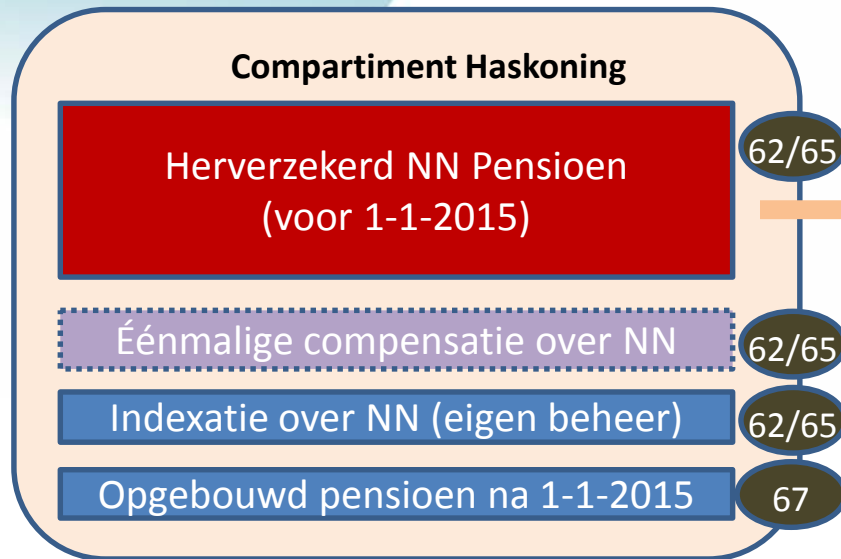 Compartiment Haskoning
Herverzekerd NN Pensioen
(voor 1-1-2015)
62/65
Éénmalige compensatie over NN
62/65
Indexatie over NN (eigen beheer)
62/65
Opgebouwd pensioen na 1-1-2015
67